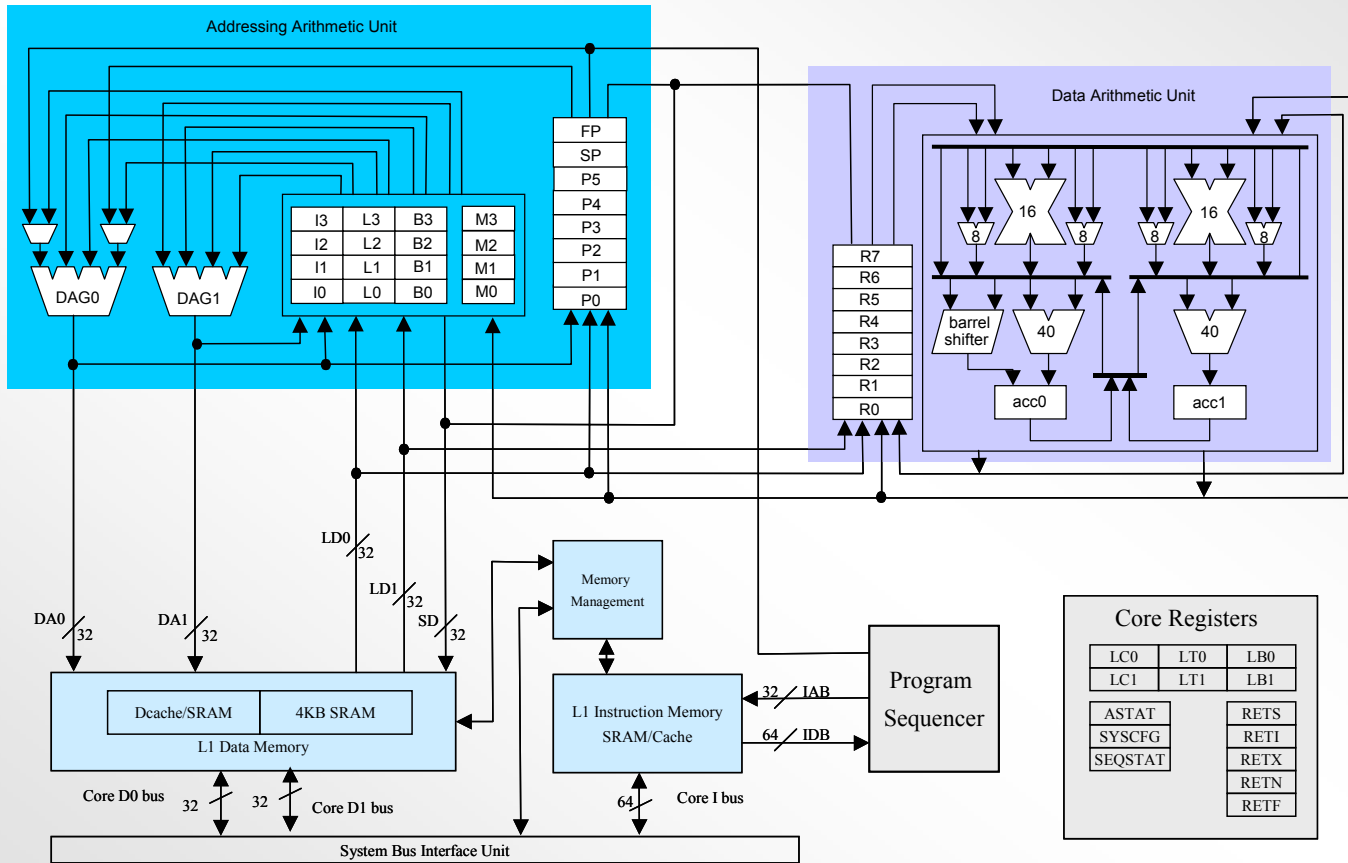 Addressing Arithmetic Unit
DAG0
DAG1
I3 L3 B3 M3
I2 L2 B2 M2
I1 L1 B1 M1
I0 L0 B0 M0
FP
SP
P5
P4
P3
P2
P1
P0
Data Arithmetic Unit
R7
R6
R5
R4
R3
R2
R1
R0
16
16
8
8
8
8
barrel
shifter
40
40
acc0
acc1
DA0
32
DA1
32
LD0
32
LD1
32
SD
32
Dcache/SRAM
4KB SRAM
L1 Data Memory
Memory
Management
L1 Instruction Memory
SRAM/Cache
32
IAB
64
IDB
Program
Sequencer
Core D0 bus
32
32
Core D1 bus
64
Core I bus
System Bus Interface Unit
Core Registers
LC0 LT0 LB0
LC1 LT1 LB1
ASTAT
SYSCFG
SEQSTAT
RETS
RETI
RETX
RETN
RETF